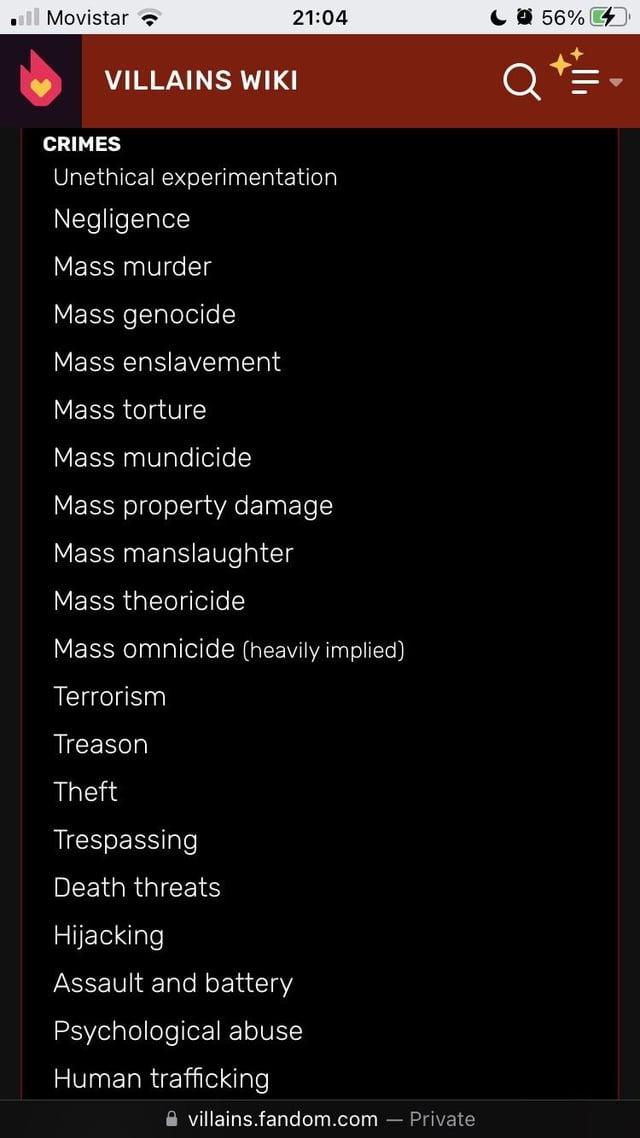 Movistar 21:04 56%
VILLAINS WIKI
CRIMES
Unethical experimentation
Negligence
Mass murder
Mass genocide
Mass enslavement
Mass torture
Mass mundicide
Mass property damage
Mass manslaughter
Mass theoricide
Mass omnicide (heavily implied)
Terrorism
Treason
Theft
Trespassing
Death threats
Hijacking
Assault and battery
Psychological abuse
Human trafficking
villains.fandom.com — Private